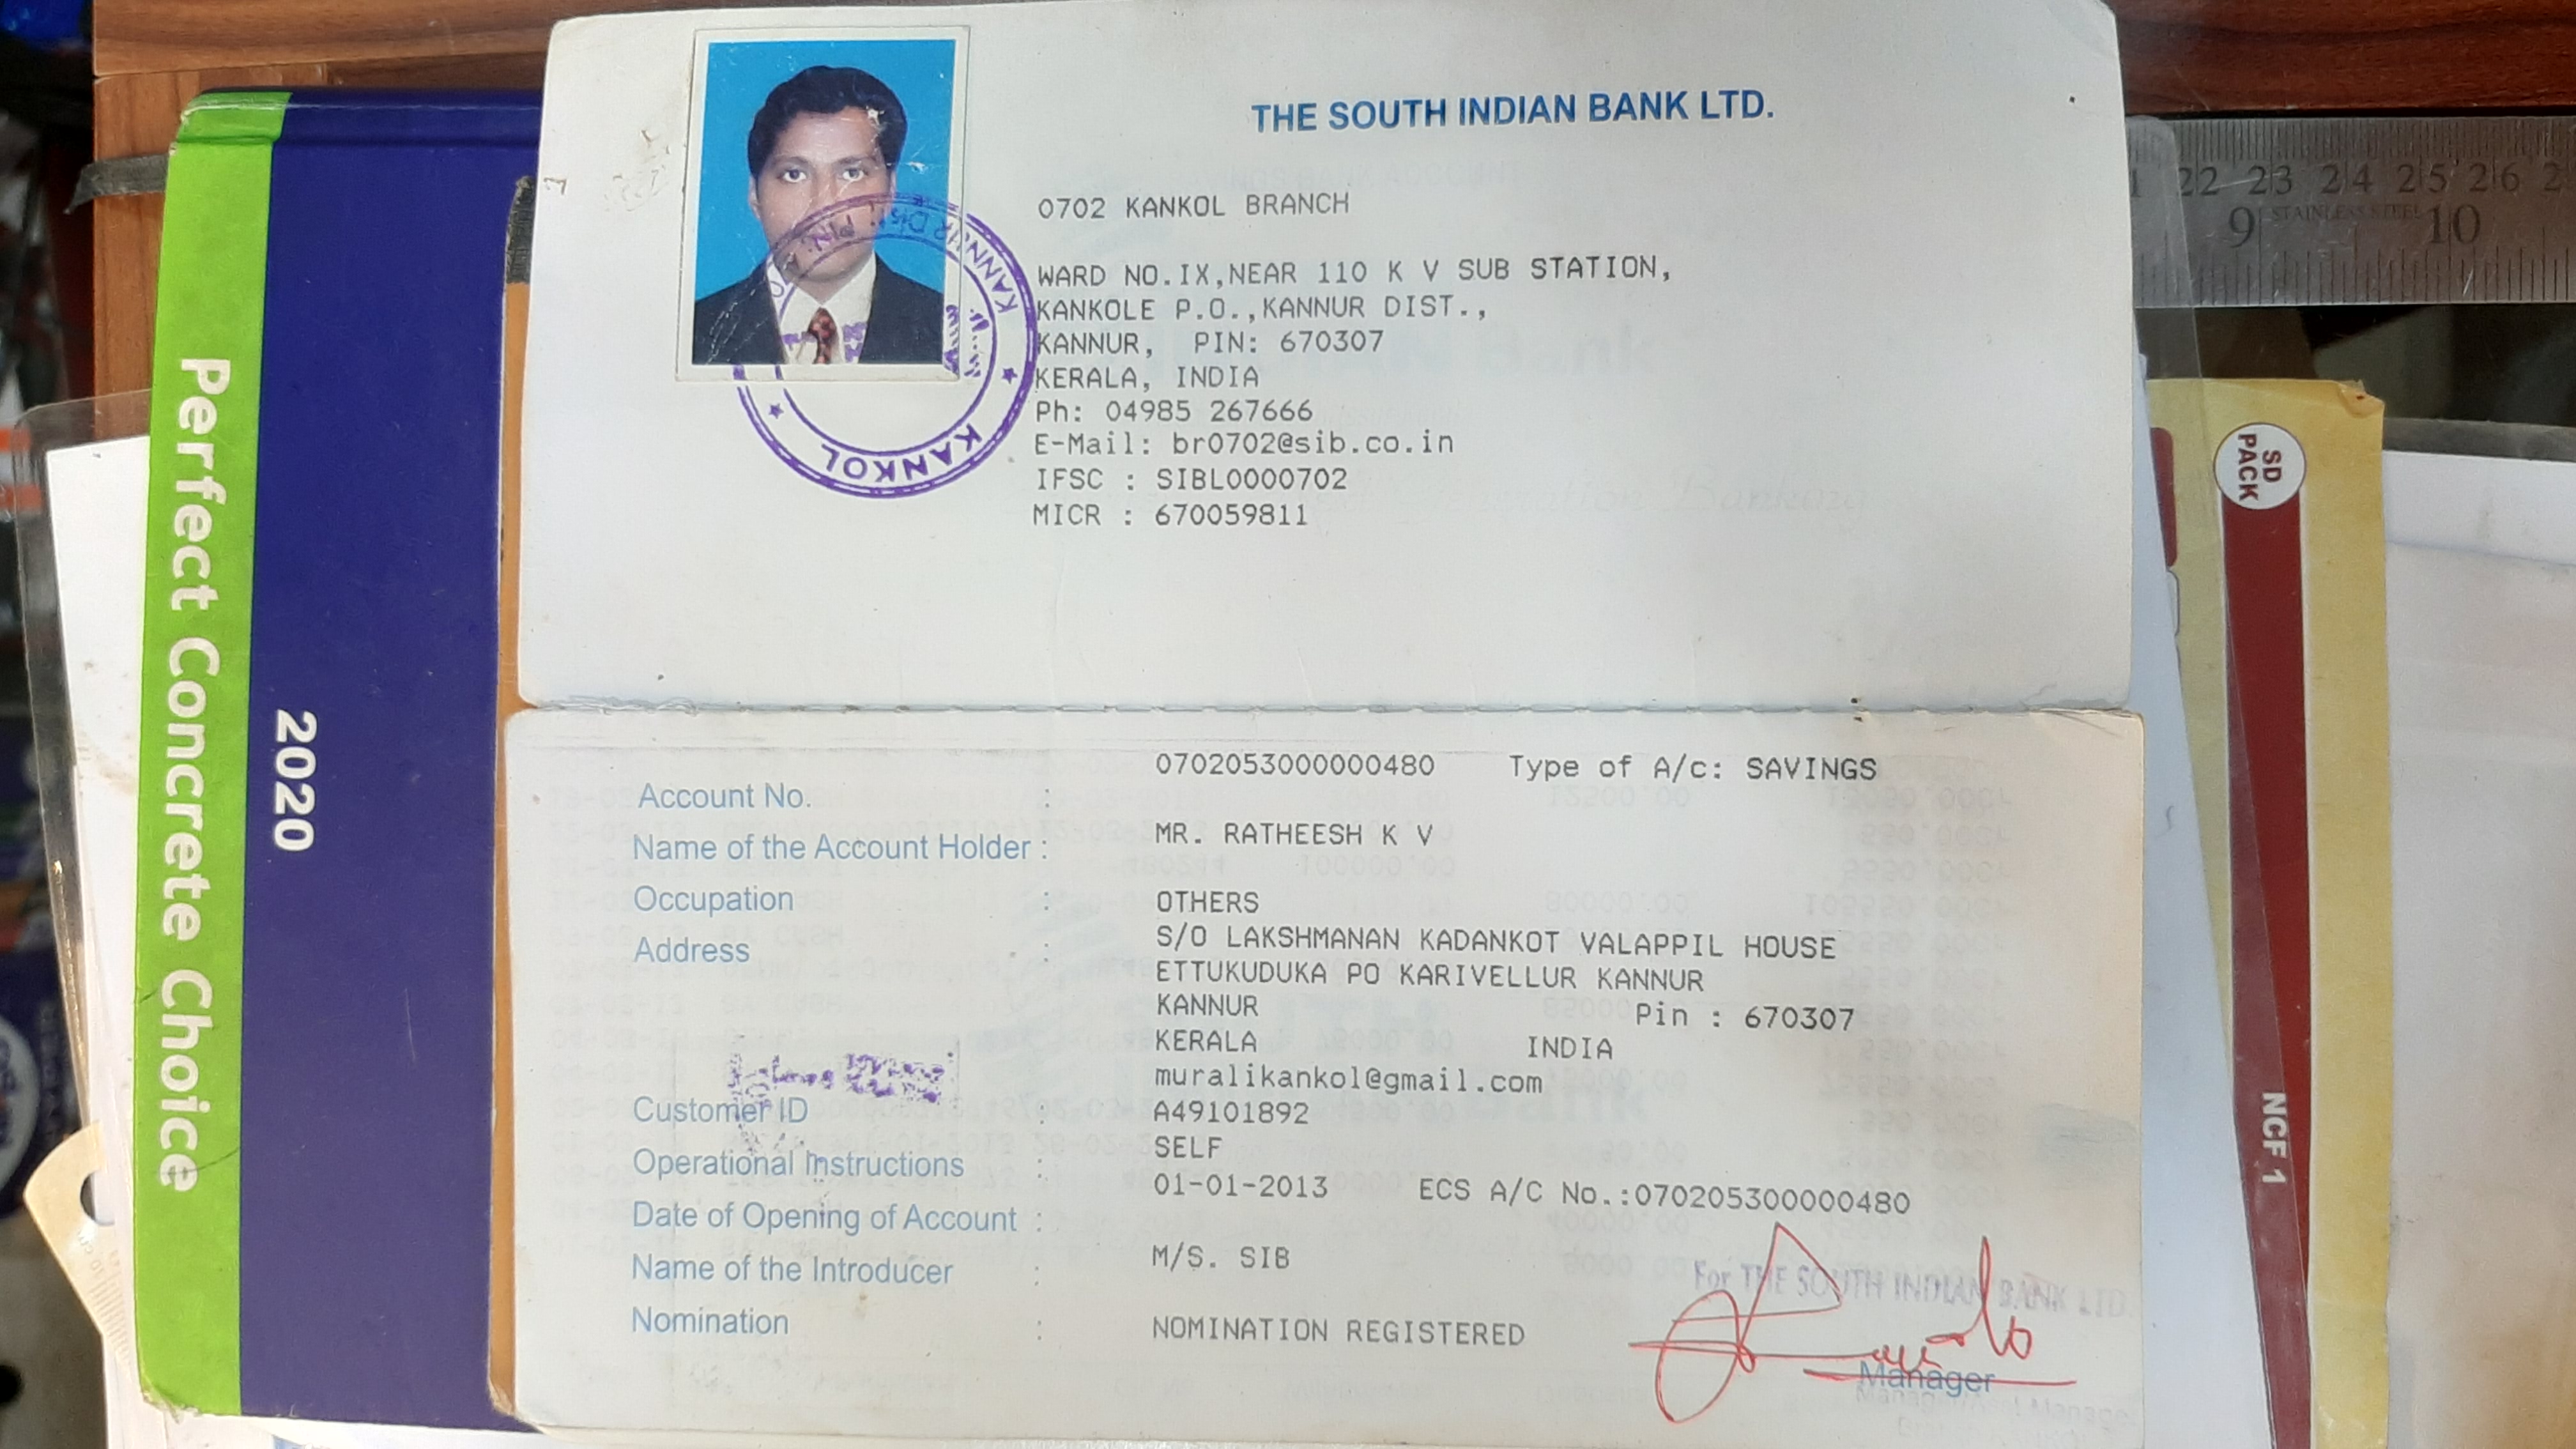 Perfect Concrete Choice
2020
THE SOUTH INDIAN BANK LTD.
0702 KANKOL BRANCH
WARD NO.IX,NEAR 110 K V SUB STATION,
KANKOLE P.O.,KANNUR DIST.,
KANNUR, PIN: 670307
KERALA, INDIA
Ph: 04985 267666
E-Mail: br0702@sib.co.in
IFSC : SIBL0000702
MICR : 670059811
KANKOL
KANNUR
PIN:
Account No. : 0702053000000480 Type of A/c: SAVINGS
Name of the Account Holder : MR. RATHEESH K V
Occupation : OTHERS
Address : S/O LAKSHMANAN KADANKOT VALAPPIL HOUSE
ETTUKUDUKA PO KARIVELLUR KANNUR
KANNUR Pin : 670307
KERALA INDIA
muralikankol@gmail.com
Customer ID : A49101892
Operational Instructions : SELF
Date of Opening of Account : 01-01-2013 ECS A/C No.:0702053000000480
Name of the Introducer : M/S. SIB
Nomination : NOMINATION REGISTERED
For THE SOUTH INDIAN BANK LTD.
Manager
SD
PACK
NCF 1
22 23 24 25 26
9 10